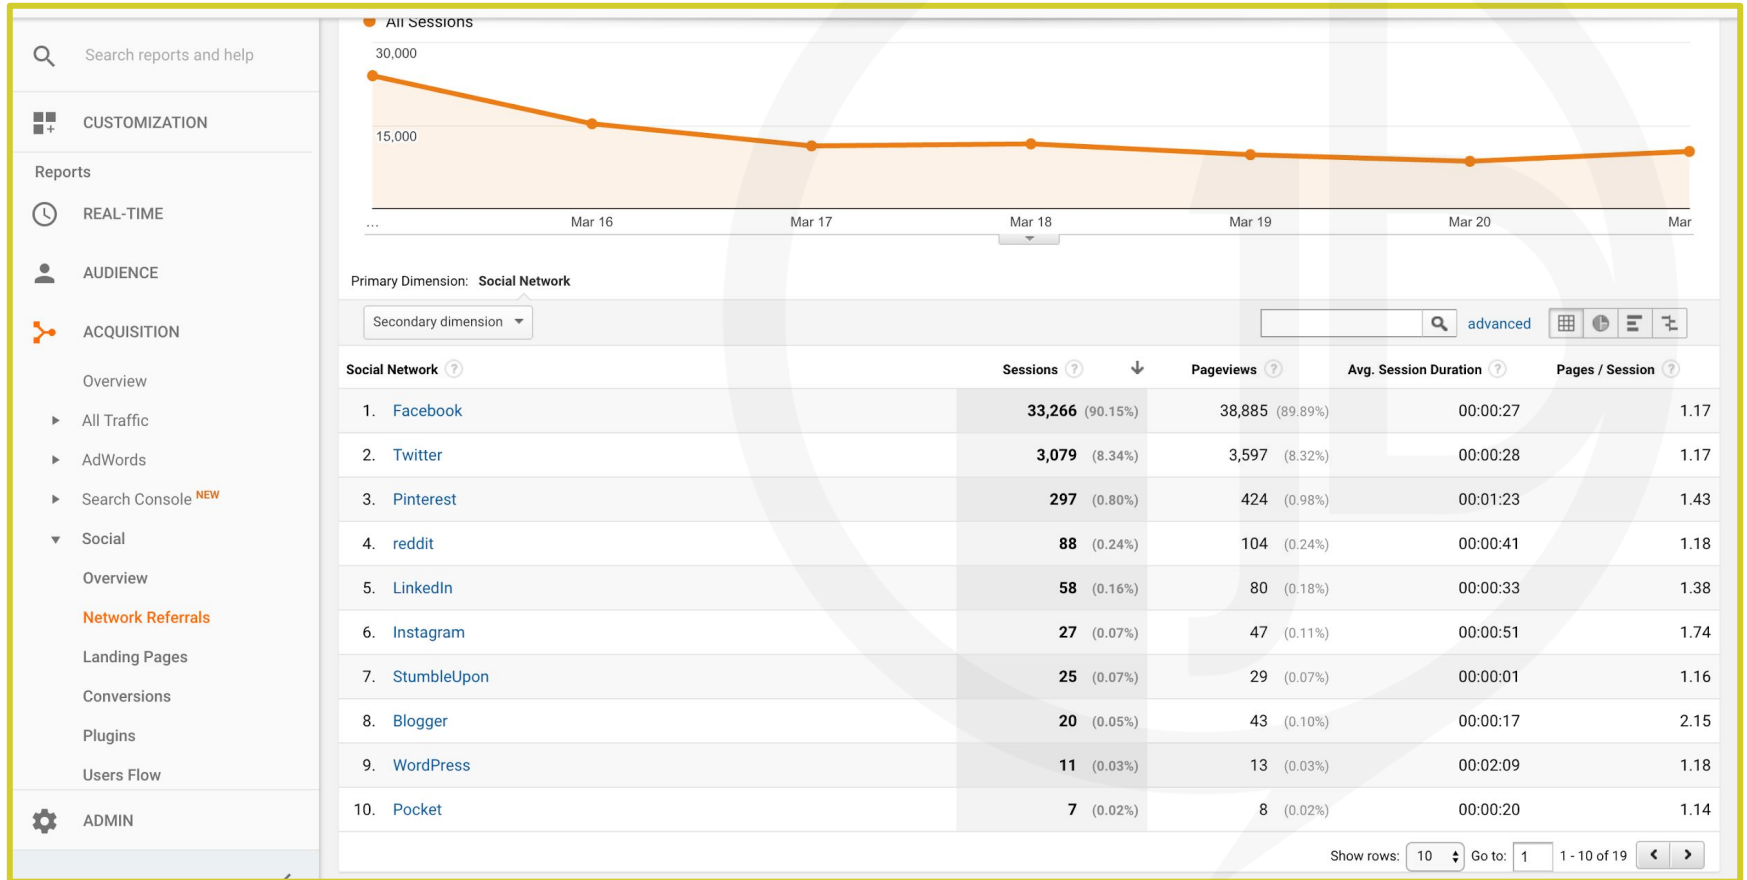 All Sessions
30,000
15,000
... Mar 16 Mar 17 Mar 18 Mar 19 Mar 20 Mar
Search reports and help
CUSTOMIZATION
Reports
REAL-TIME
AUDIENCE
ACQUISITION
Overview
All Traffic
AdWords
Search Console NEW
Social
Overview
Network Referrals
Landing Pages
Conversions
Plugins
Users Flow
ADMIN
Primary Dimension: Social Network
Secondary dimension
advanced
Social Network ? Sessions ? Pageviews ? Avg. Session Duration ? Pages / Session ?
1. Facebook 33,266 (90.15%) 38,885 (89.89%) 00:00:27 1.17
2. Twitter 3,079 (8.34%) 3,597 (8.32%) 00:00:28 1.17
3. Pinterest 297 (0.80%) 424 (0.98%) 00:01:23 1.43
4. reddit 88 (0.24%) 104 (0.24%) 00:00:41 1.18
5. LinkedIn 58 (0.16%) 80 (0.18%) 00:00:33 1.38
6. Instagram 27 (0.07%) 47 (0.11%) 00:00:51 1.74
7. StumbleUpon 25 (0.07%) 29 (0.07%) 00:00:01 1.16
8. Blogger 20 (0.05%) 43 (0.10%) 00:00:17 2.15
9. WordPress 11 (0.03%) 13 (0.03%) 00:02:09 1.18
10. Pocket 7 (0.02%) 8 (0.02%) 00:00:20 1.14
Show rows: 10 Go to: 1 1 - 10 of 19